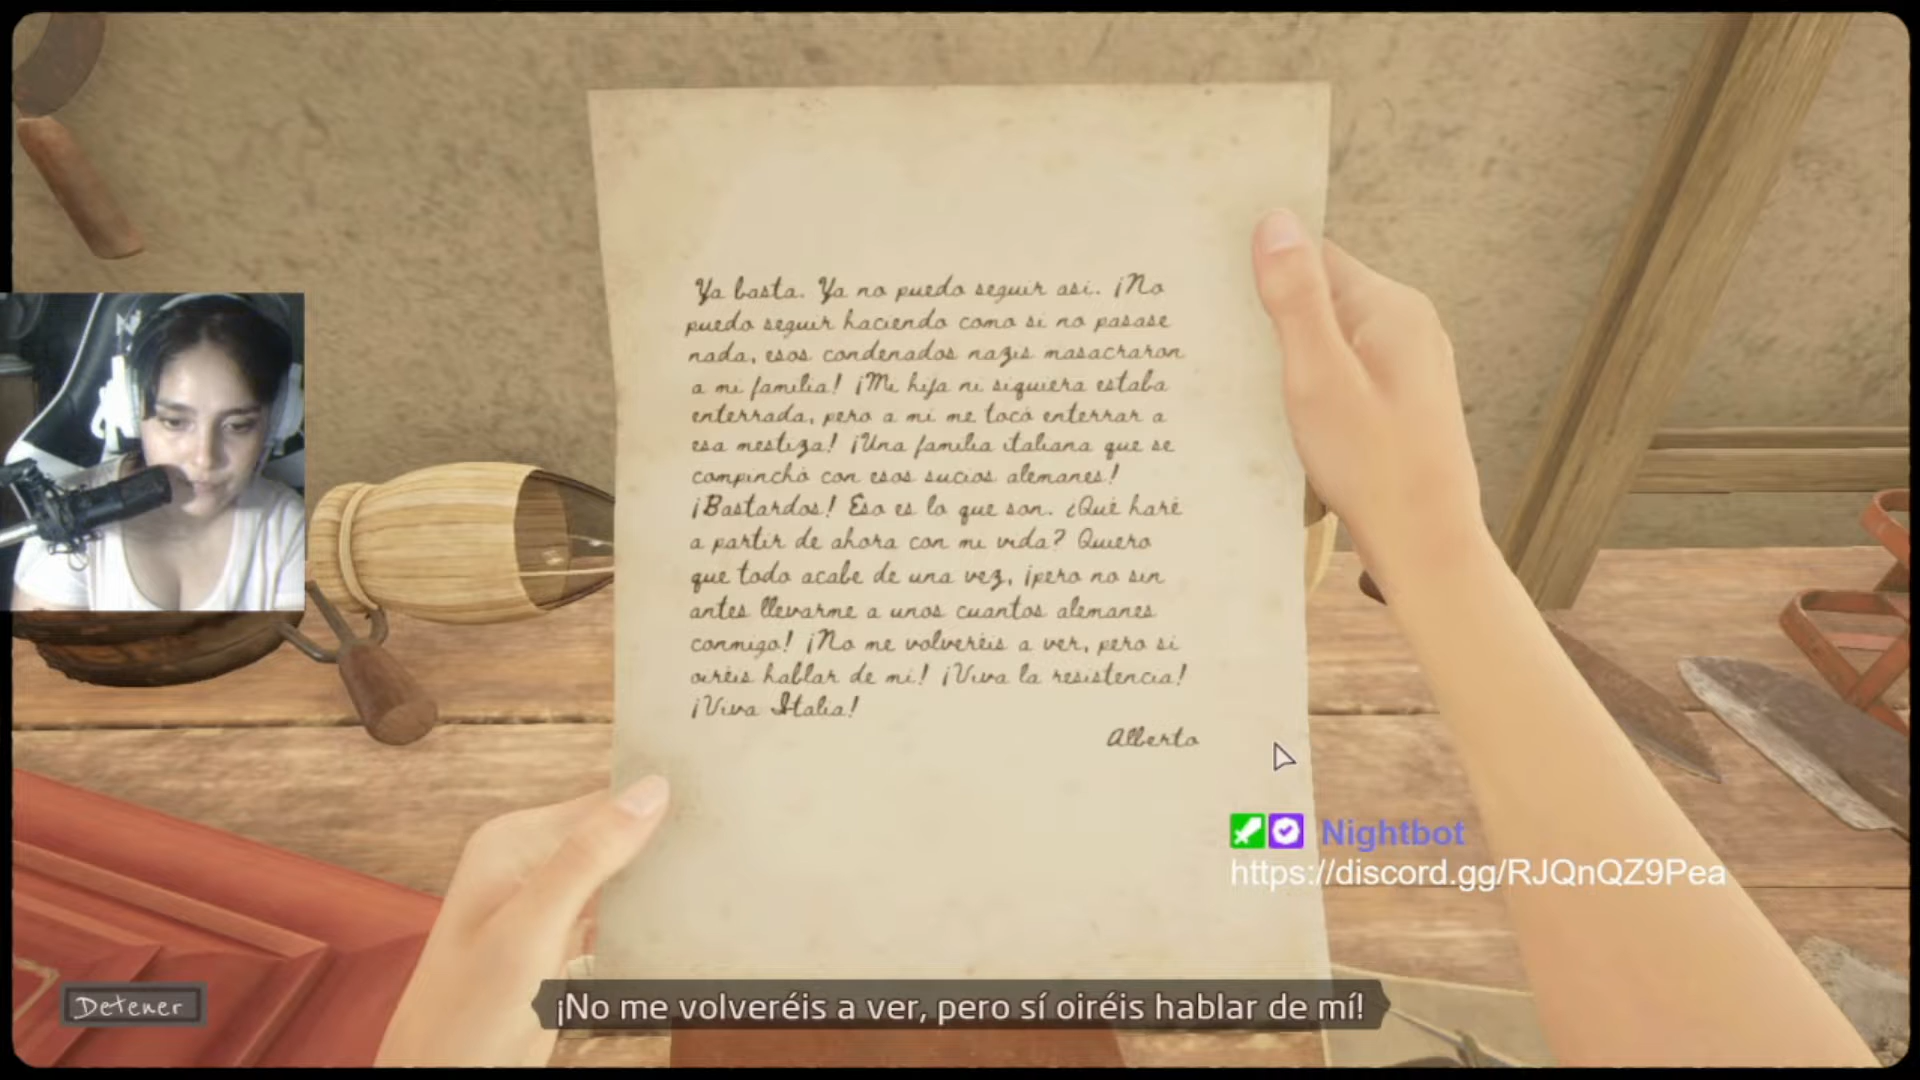 Ya basta. Ya no puedo seguir así. ¡No
puedo seguir haciendo como si no pasase
nada, esos condenados nazis masacraron
a mi familia! ¡Mi hija ni siquiera estaba
enterrada, pero a mí me tocó enterrar a
esa mestiza! ¡Una familia italiana que se
compinchó con esos sucios alemanes!
¡Bastardos! Eso es lo que son. ¿Qué haré
a partir de ahora con mi vida? Quiero
que todo acabe de una vez, ¡pero no sin
antes llevarme a unos cuantos alemanes
conmigo! ¡No me volveréis a ver, pero sí
oiréis hablar de mí! ¡Viva la resistencia!
¡Viva Italia!
Alberto
Nightbot
https://discord.gg/RJQnQZ9Pea
Detener
¡No me volveréis a ver, pero sí oiréis hablar de mí!